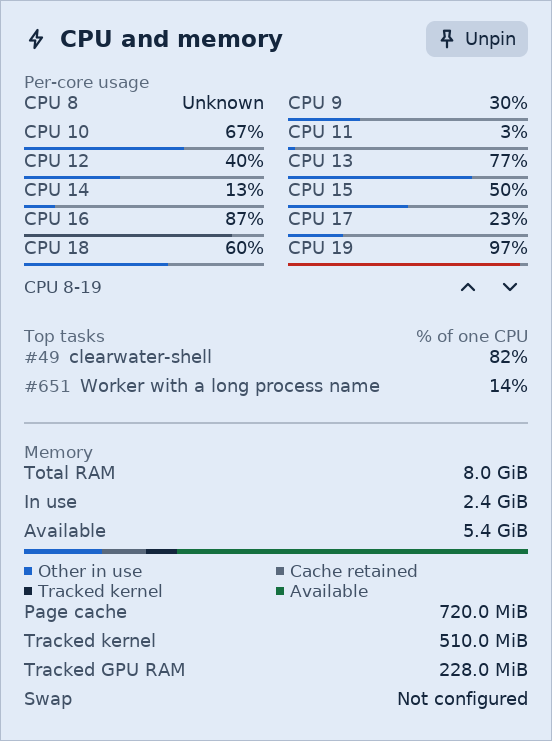 CPU and memory
Unpin
Per-core usage
CPU 8 Unknown CPU 9 30%
CPU 10 67% CPU 11 3%
CPU 12 40% CPU 13 77%
CPU 14 13% CPU 15 50%
CPU 16 87% CPU 17 23%
CPU 18 60% CPU 19 97%
CPU 8-19
Top tasks % of one CPU
#49 clearwater-shell 82%
#651 Worker with a long process name 14%
Memory
Total RAM 8.0 GiB
In use 2.4 GiB
Available 5.4 GiB
Other in use Cache retained
Tracked kernel Available
Page cache 720.0 MiB
Tracked kernel 510.0 MiB
Tracked GPU RAM 228.0 MiB
Swap Not configured